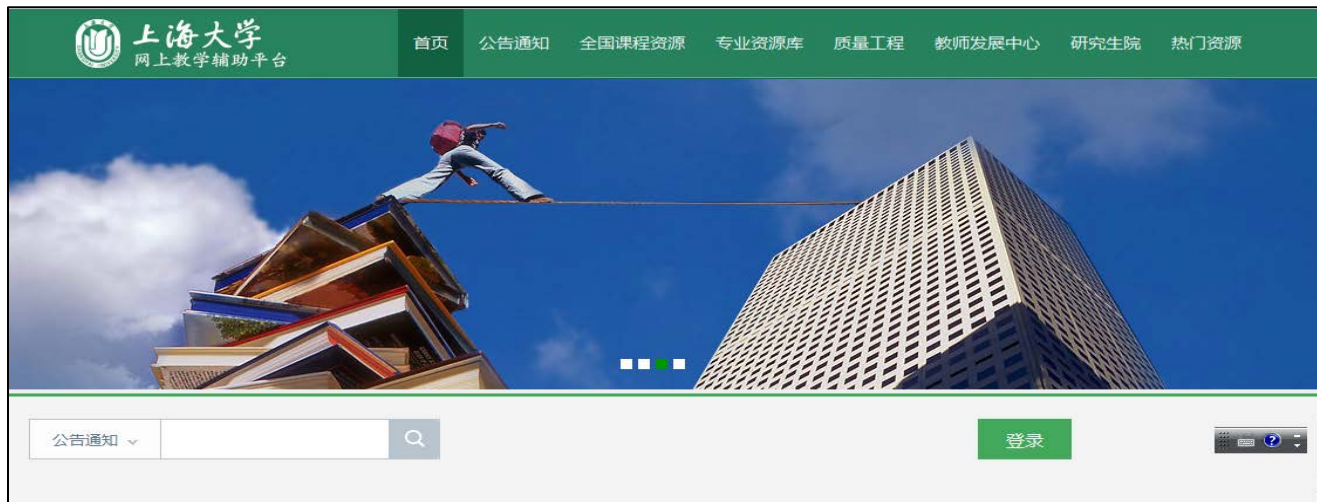 上海大学
网上教学辅助平台
首页 公告通知 全国课程资源 专业资源库 质量工程 教师发展中心 研究生院 热门资源
公告通知
登录
?